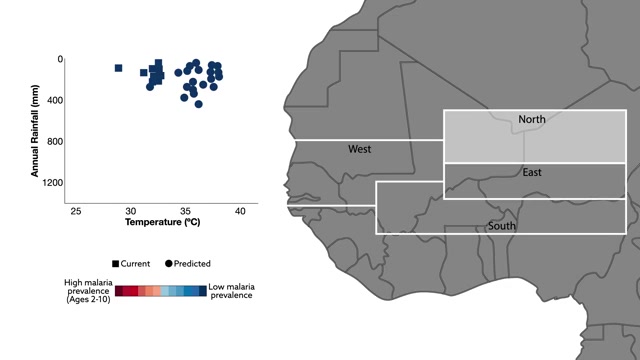 Annual Rainfall (mm)
0
400
800
1200
25
30
35
40
Temperature (ºC)
Current
Predicted
High malaria
prevalence
(Ages 2-10)
Low malaria
prevalence
North
West
East
South